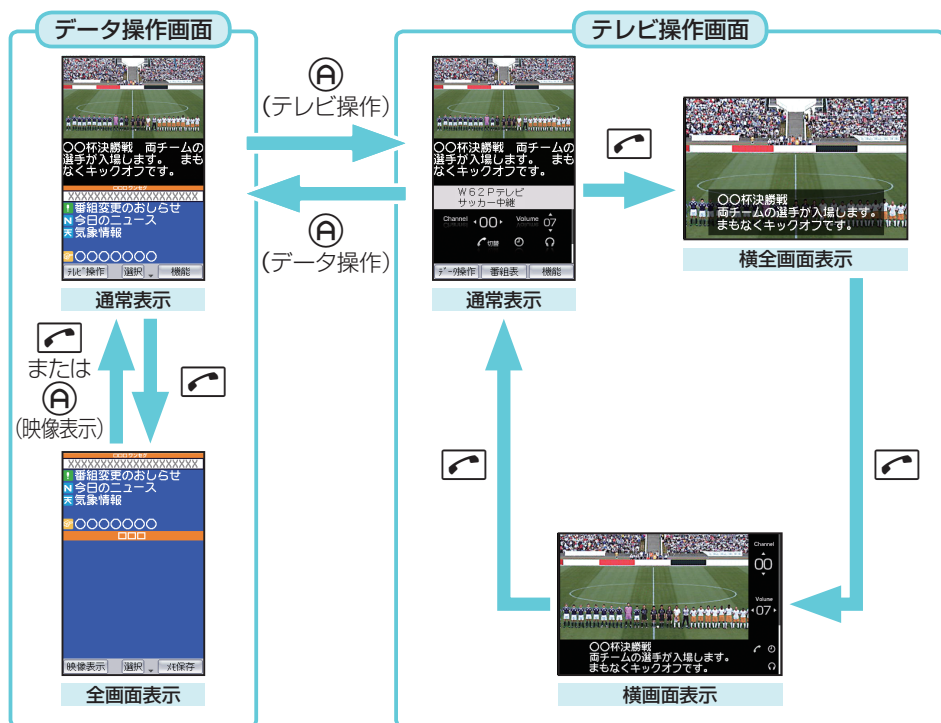 データ操作画面
〇〇杯決勝戦 両チームの
選手が入場します。 まも
なくキックオフです。
□□□ワンセグ
XXXXXXXXXXXXXXXXXXXX
! 番組変更のおしらせ
N 今日のニュース
天 気象情報
〇〇〇〇〇〇〇
テレビ操作 選択 機能
通常表示
または
A
(映像表示)
□□□ワンセグ
XXXXXXXXXXXXXXXXXXXX
! 番組変更のおしらせ
N 今日のニュース
天 気象情報
〇〇〇〇〇〇〇
□□□
映像表示 選択 メモ保存
全画面表示
A
(テレビ操作)
A
(データ操作)
テレビ操作画面
〇〇杯決勝戦 両チームの
選手が入場します。 まも
なくキックオフです。
W62Pテレビ
サッカー中継
Channel 00 Volume 07
切替
データ操作 番組表 機能
通常表示
〇〇杯決勝戦
両チームの選手が入場します。
まもなくキックオフです。
横全画面表示
Channel
00
Volume
07
〇〇杯決勝戦
両チームの選手が入場します。
まもなくキックオフです。
横画面表示